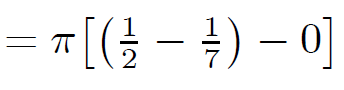 = π[(1/2 − 1/7) − 0]